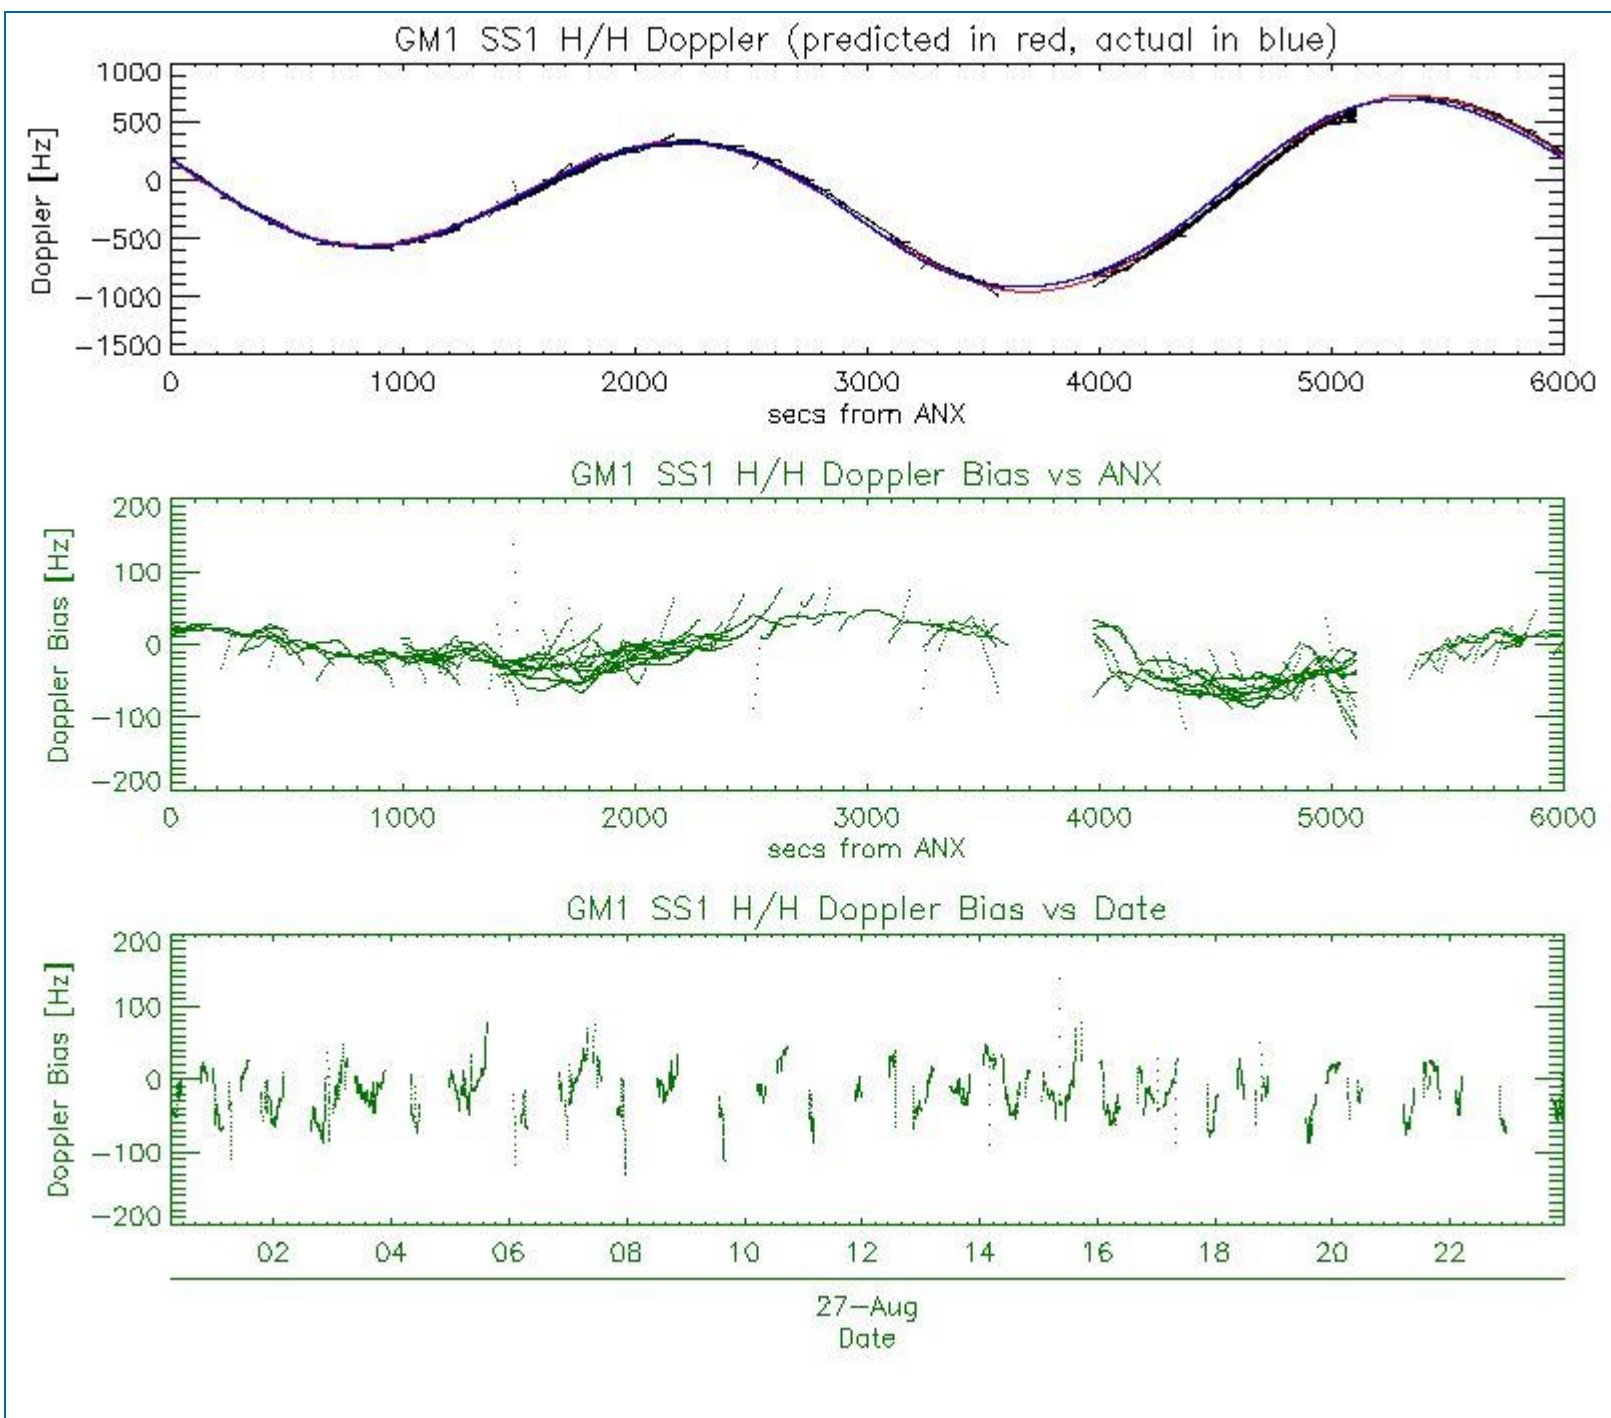 GM1 SS1 H/H Doppler (predicted in red, actual in blue)
1000
500
0
-500
-1000
-1500
Doppler [Hz]
0 1000 2000 3000 4000 5000 6000
secs from ANX
GM1 SS1 H/H Doppler Bias vs ANX
200
100
0
-100
-200
Doppler Bias [Hz]
0 1000 2000 3000 4000 5000 6000
secs from ANX
GM1 SS1 H/H Doppler Bias vs Date
200
100
0
-100
-200
Doppler Bias [Hz]
02 04 06 08 10 12 14 16 18 20 22
27-Aug
Date